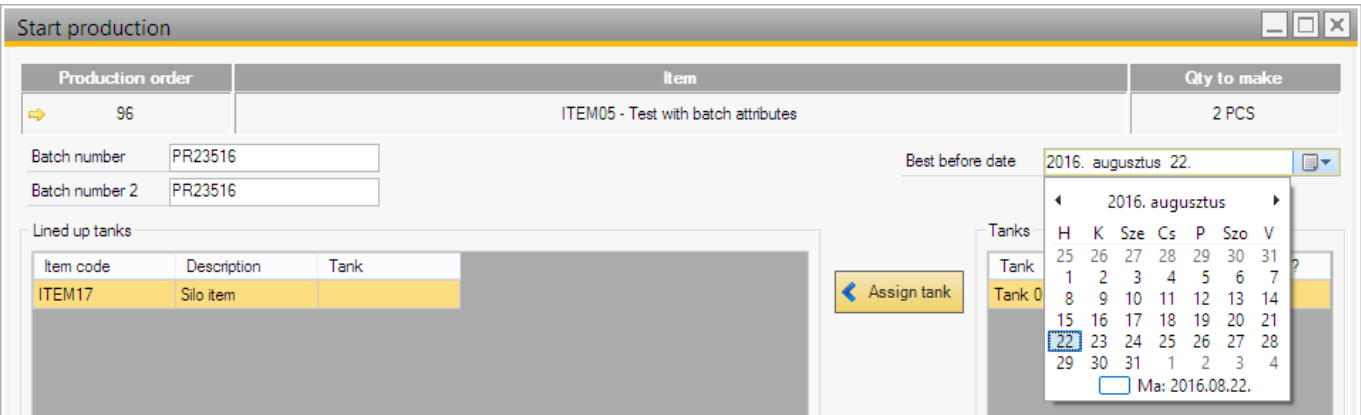 Start production
Production order Item Qty to make
96 ITEM05 - Test with batch attributes 2 PCS
Batch number PR23516 Best before date 2016. augusztus 22.
Batch number 2 PR23516
2016. augusztus
Lined up tanks Tanks
H K Sze Cs P Szo V
25 26 27 28 29 30 31
Item code Description Tank Tank ?
1 2 3 4 5 6 7
ITEM17 Silo item Assign tank Tank 0
8 9 10 11 12 13 14
15 16 17 18 19 20 21
22 23 24 25 26 27 28
29 30 31 1 2 3 4
Ma: 2016.08.22.